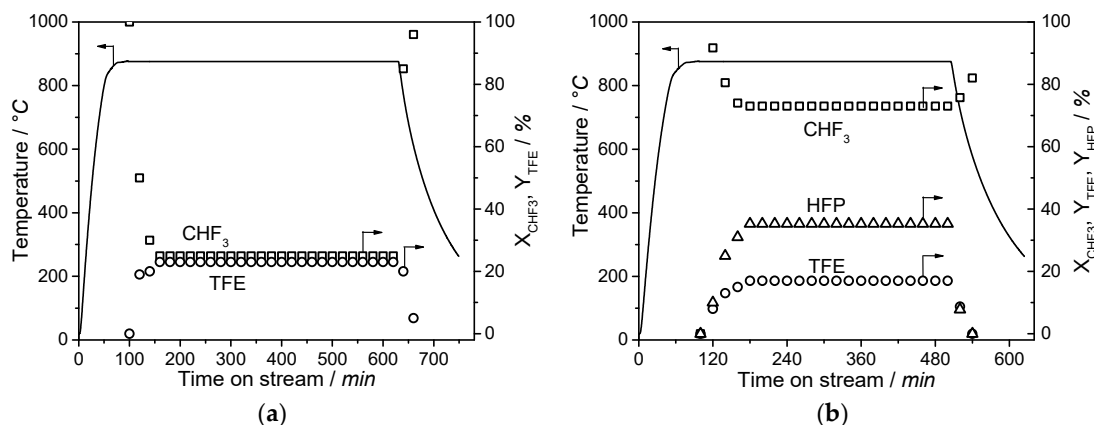 1000
800
600
400
200
0
Temperature / °C
0 100 200 300 400 500 600 700
Time on stream / min
100
80
60
40
20
0
X_CHF3, Y_TFE / %
CHF₃
TFE
(a)
1000
800
600
400
200
0
Temperature / °C
0 120 240 360 480 600
Time on stream / min
100
80
60
40
20
0
X_CHF3, Y_TFE, Y_HFP / %
CHF₃
HFP
TFE
(b)